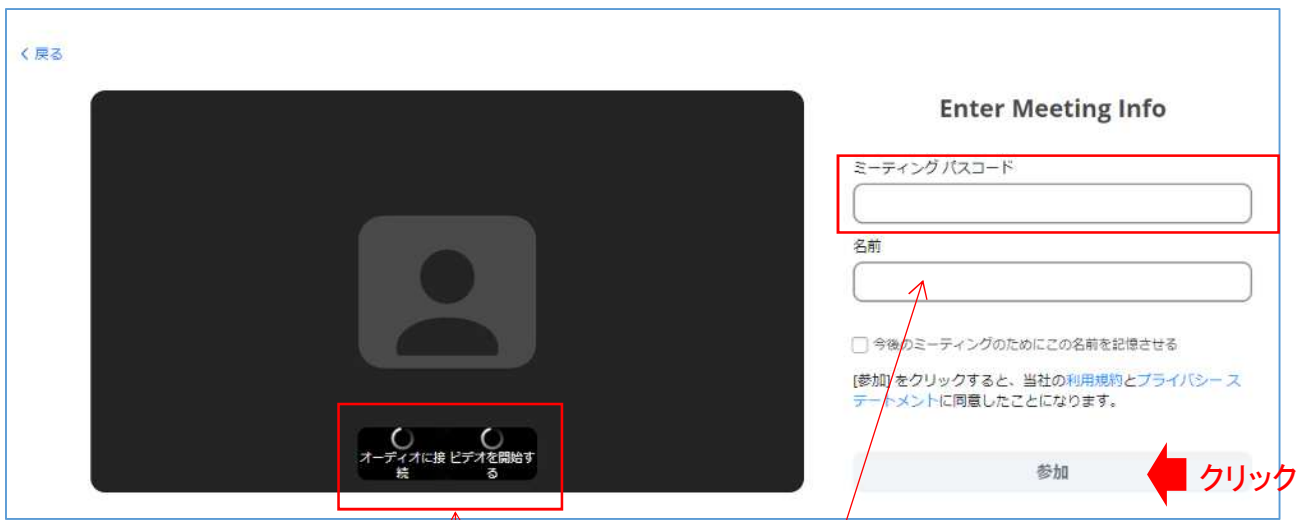 く 戻る
Enter Meeting Info
ミーティング パスコード
名前
今後のミーティングのためにこの名前を記憶させる
[参加] をクリックすると、当社の利用規約とプライバシー ス
テートメントに同意したことになります。
オーディオに接
続
ビデオを開始す
る
参加
クリック